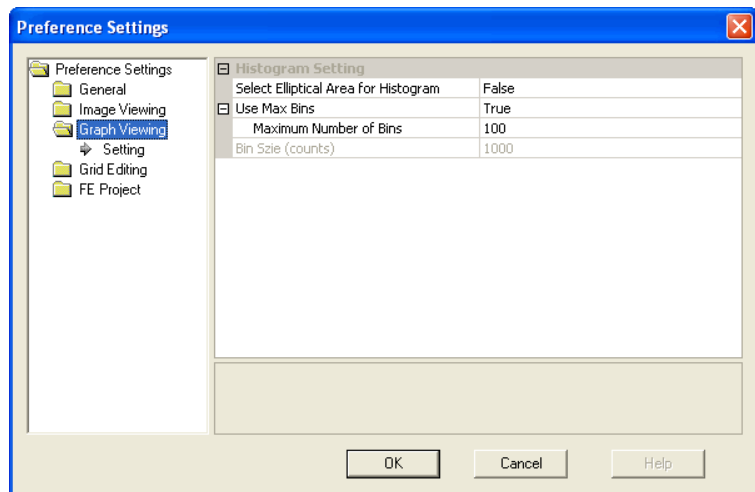 Preference Settings
Preference Settings
General
Image Viewing
Graph Viewing
Setting
Grid Editing
FE Project
Histogram Setting
Select Elliptical Area for Histogram False
Use Max Bins True
Maximum Number of Bins 100
Bin Szie (counts) 1000
OK Cancel Help